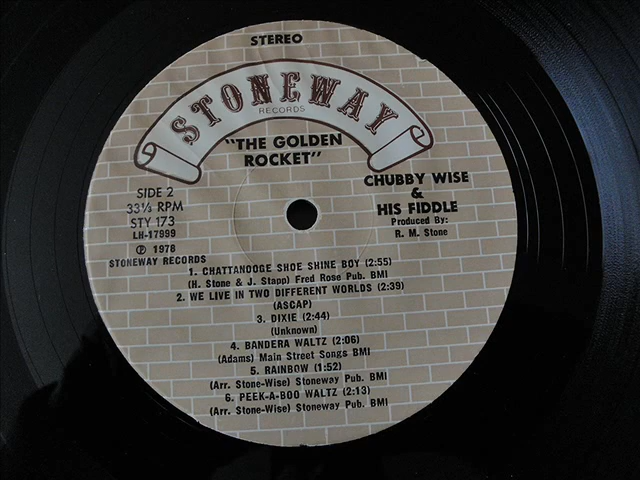 STEREO
STONEWAY
RECORDS
"THE GOLDEN
ROCKET"
SIDE 2
33⅓ RPM
STY 173
LH-17999
℗ 1978
STONEWAY RECORDS
CHUBBY WISE
&
HIS FIDDLE
Produced By:
R. M. Stone
1. CHATTANOOGE SHOE SHINE BOY (2:55)
(H. Stone & J. Stapp) Fred Rose Pub. BMI
2. WE LIVE IN TWO DIFFERENT WORLDS (2:39)
(ASCAP)
3. DIXIE (2:44)
(Unknown)
4. BANDERA WALTZ (2:06)
(Adams) Main Street Songs BMI
5. RAINBOW (1:52)
(Arr. Stone-Wise) Stoneway Pub. BMI
6. PEEK-A-BOO WALTZ (2:13)
(Arr. Stone-Wise) Stoneway Pub. BMI